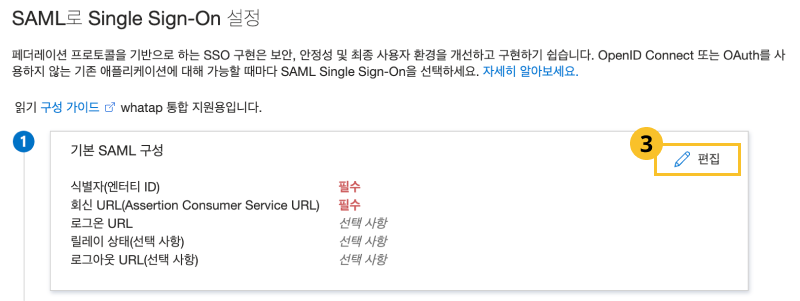 SAML로 Single Sign-On 설정
페더레이션 프로토콜을 기반으로 하는 SSO 구현은 보안, 안정성 및 최종 사용자 환경을 개선하고 구현하기 쉽습니다. OpenID Connect 또는 OAuth를 사
용하지 않는 기존 애플리케이션에 대해 가능할 때마다 SAML Single Sign-On을 선택하세요. 자세히 알아보세요.
읽기 구성 가이드 whatap 통합 지원용입니다.
1
기본 SAML 구성
3
편집
식별자(엔터티 ID) 필수
회신 URL(Assertion Consumer Service URL) 필수
로그온 URL 선택 사항
릴레이 상태(선택 사항) 선택 사항
로그아웃 URL(선택 사항) 선택 사항